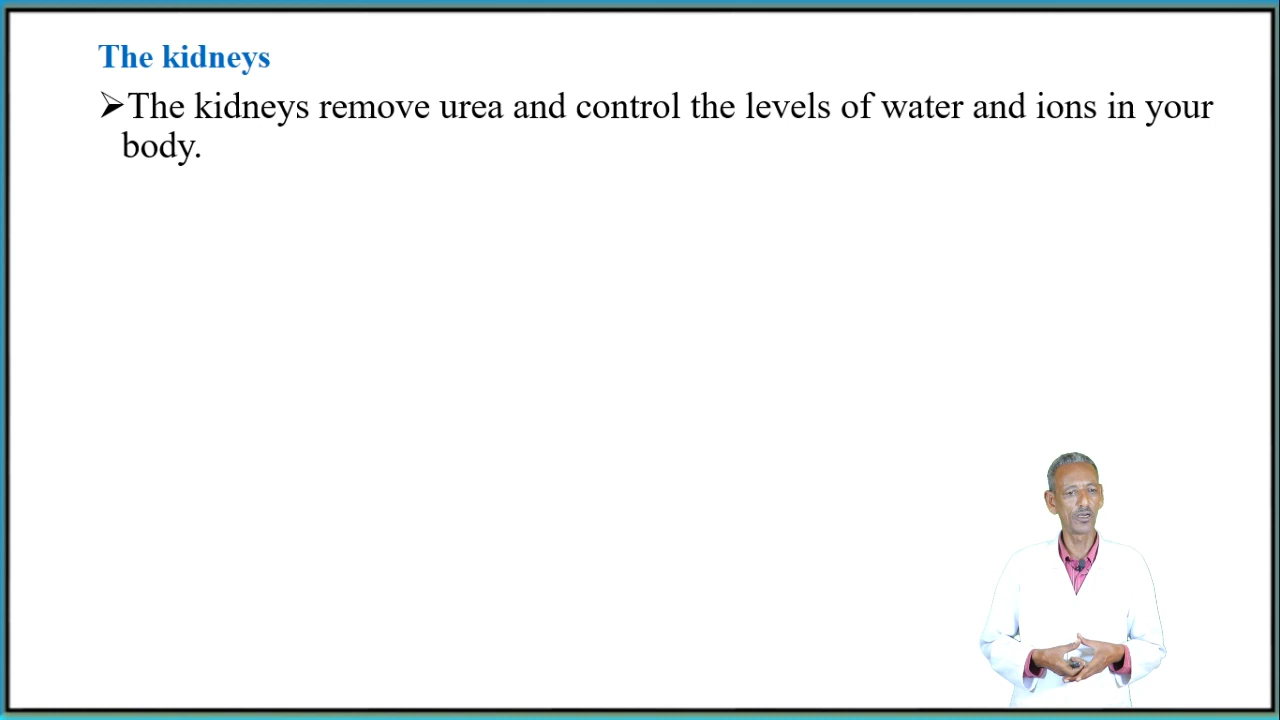 The kidneys
➢The kidneys remove urea and control the levels of water and ions in your
body.